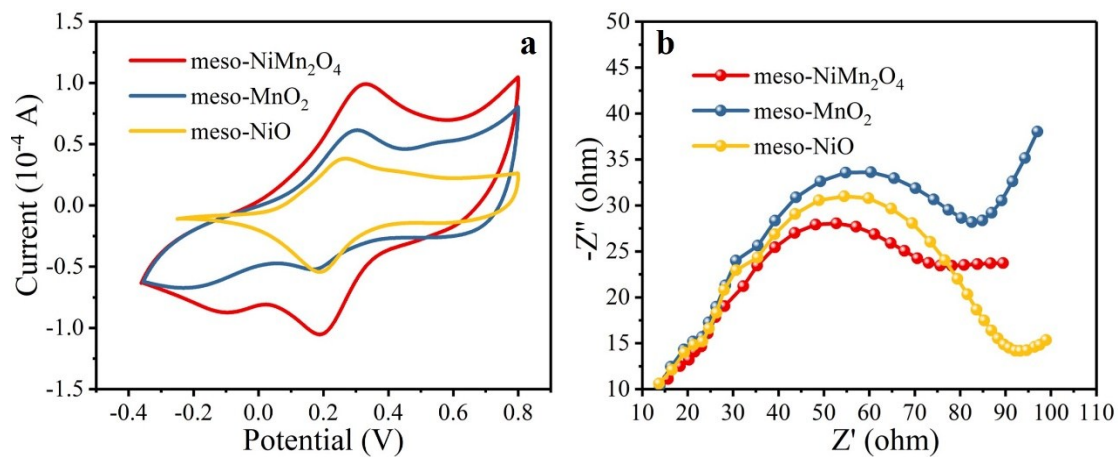 a
meso-NiMn₂O₄
meso-MnO₂
meso-NiO
Current (10⁻⁴ A)
1.5
1.0
0.5
0.0
-0.5
-1.0
-1.5
-0.4 -0.2 0.0 0.2 0.4 0.6 0.8
Potential (V)
b
meso-NiMn₂O₄
meso-MnO₂
meso-NiO
-Z" (ohm)
50
45
40
35
30
25
20
15
10
10 20 30 40 50 60 70 80 90 100 110
Z' (ohm)